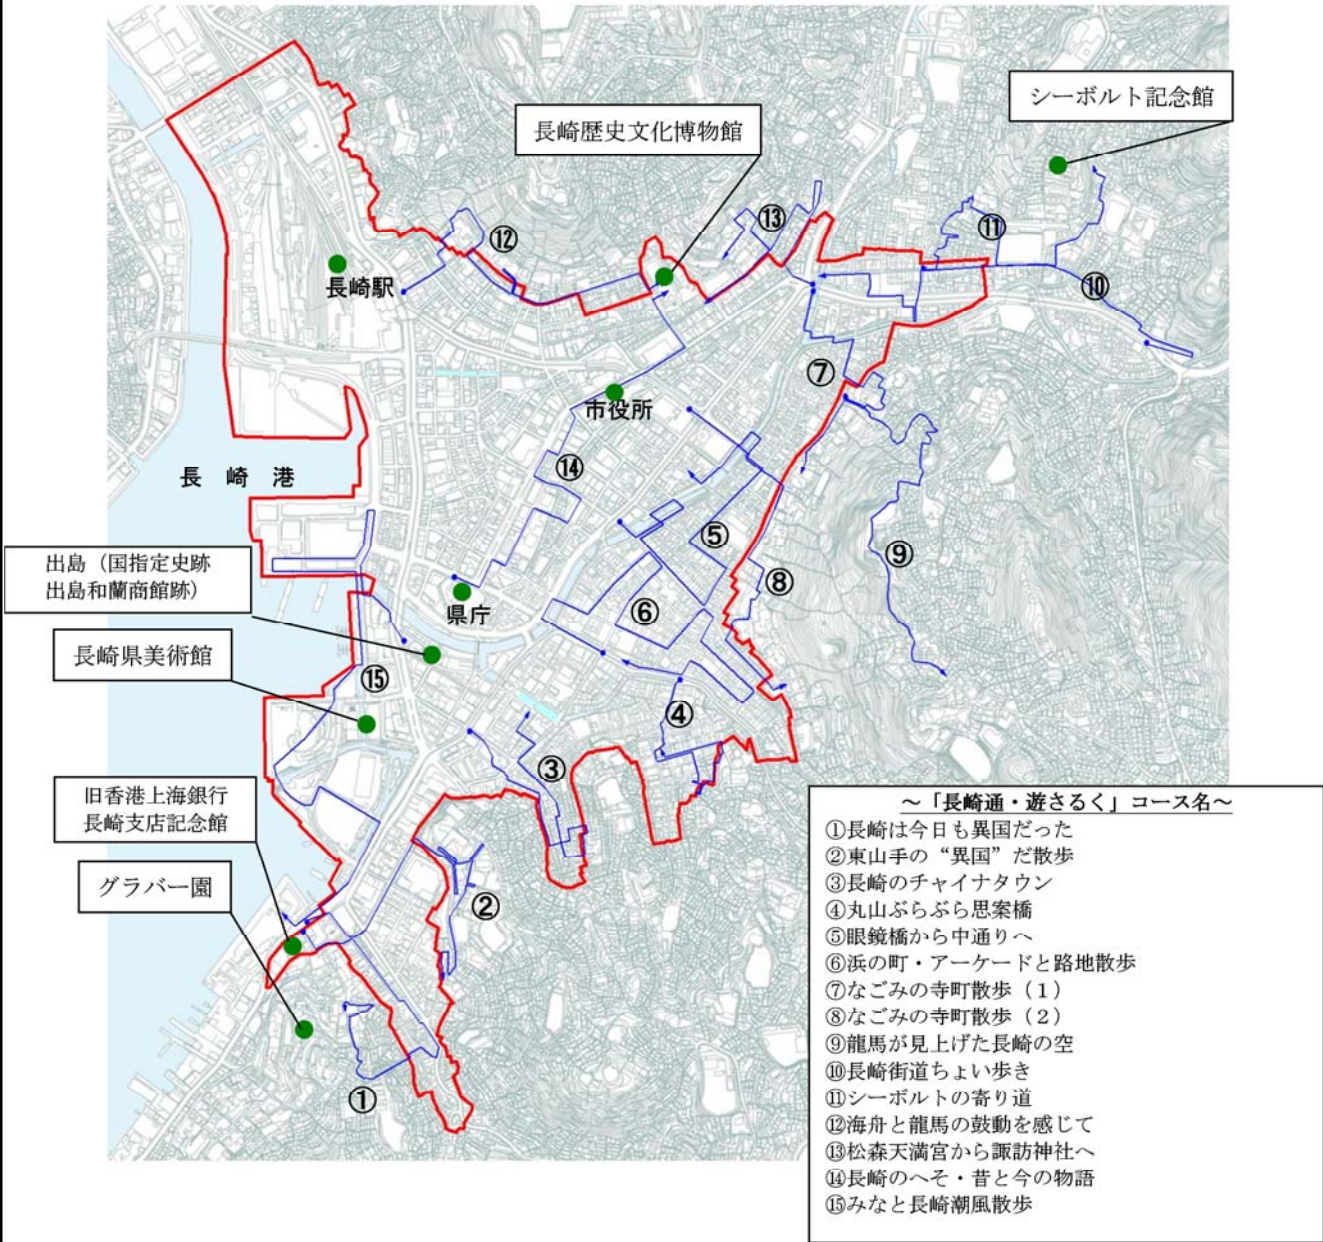 シーボルト記念館
長崎歴史文化博物館
⑬
⑫
⑪
長崎駅
⑩
⑦
市役所
長 崎 港
⑭
⑤
⑨
出島(国指定史跡
出島和蘭商館跡)
⑧
県庁
⑥
長崎県美術館
⑮
④
③
旧香港上海銀行
長崎支店記念館
グラバー園
②
①
~「長崎通・遊さるく」コース名~
①長崎は今日も異国だった
②東山手の“異国”だ散歩
③長崎のチャイナタウン
④丸山ぶらぶら思案橋
⑤眼鏡橋から中通りへ
⑥浜の町・アーケードと路地散歩
⑦なごみの寺町散歩(1)
⑧なごみの寺町散歩(2)
⑨龍馬が見上げた長崎の空
⑩長崎街道ちょい歩き
⑪シーボルトの寄り道
⑫海舟と龍馬の鼓動を感じて
⑬松森天満宮から諏訪神社へ
⑭長崎のへそ・昔と今の物語
⑮みなと長崎潮風散歩